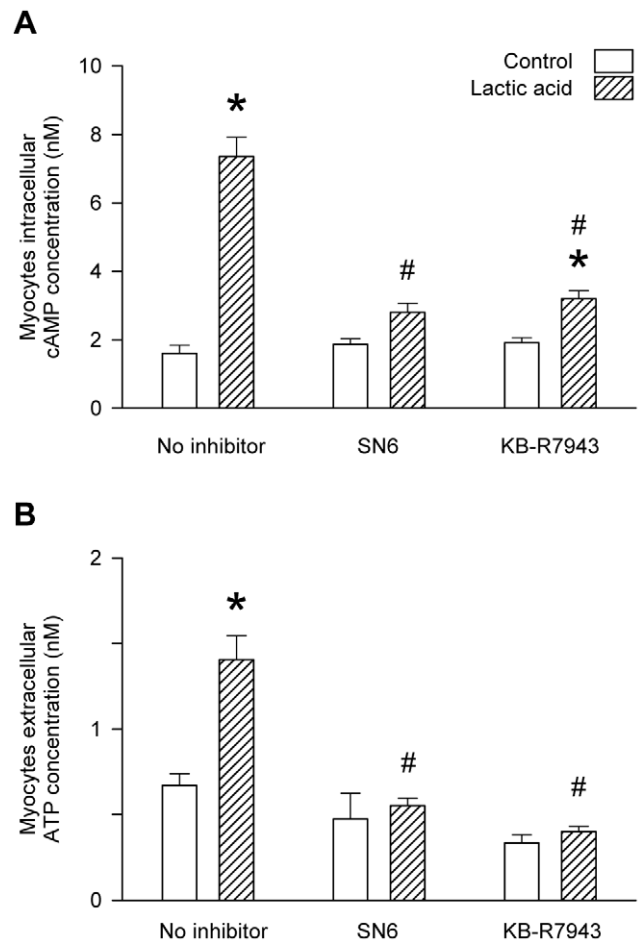 A
Control
Lactic acid
Myocytes intracellular
cAMP concentration (nM)
10
8
6
4
2
0
*
#
#
*
No inhibitor SN6 KB-R7943
B
Myocytes extracellular
ATP concentration (nM)
2
1
0
*
#
#
No inhibitor SN6 KB-R7943